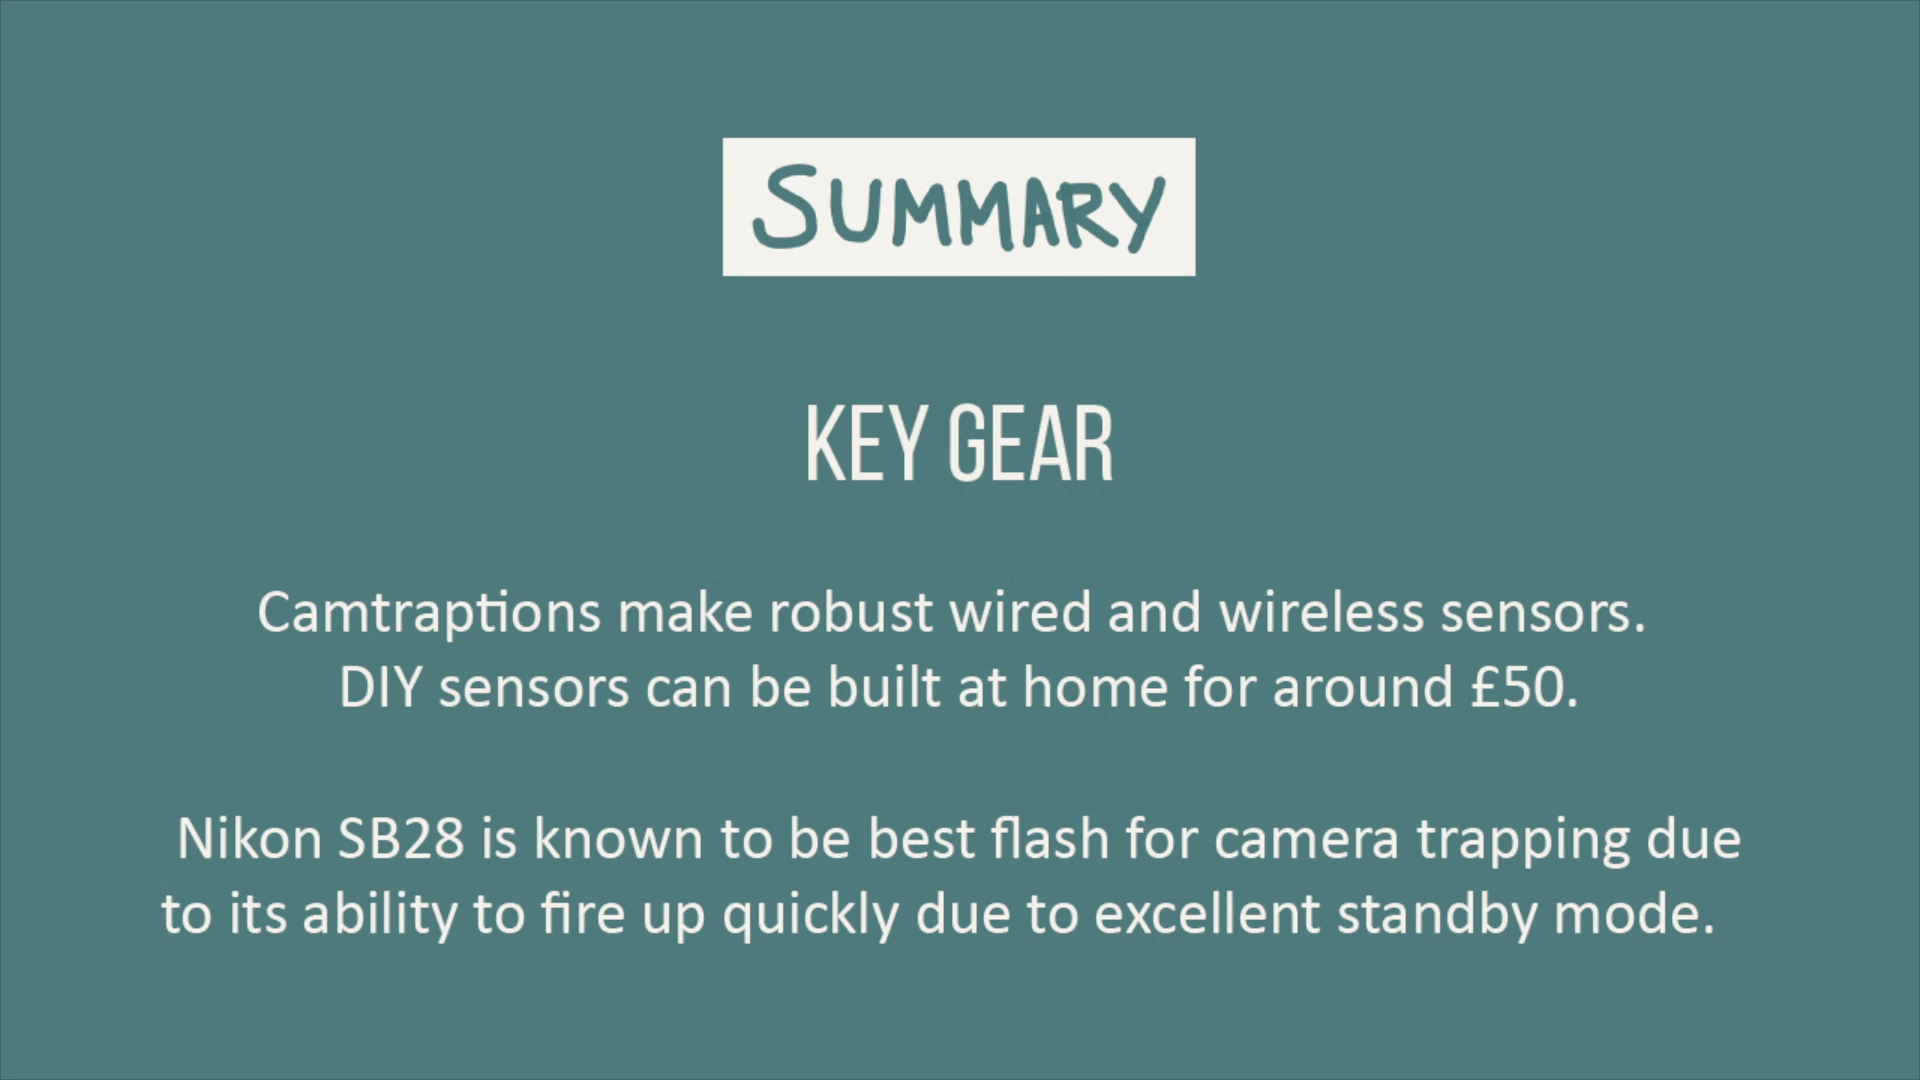 SUMMARY
KEY GEAR
Camtraptions make robust wired and wireless sensors.
DIY sensors can be built at home for around £50.
Nikon SB28 is known to be best flash for camera trapping due
to its ability to fire up quickly due to excellent standby mode.